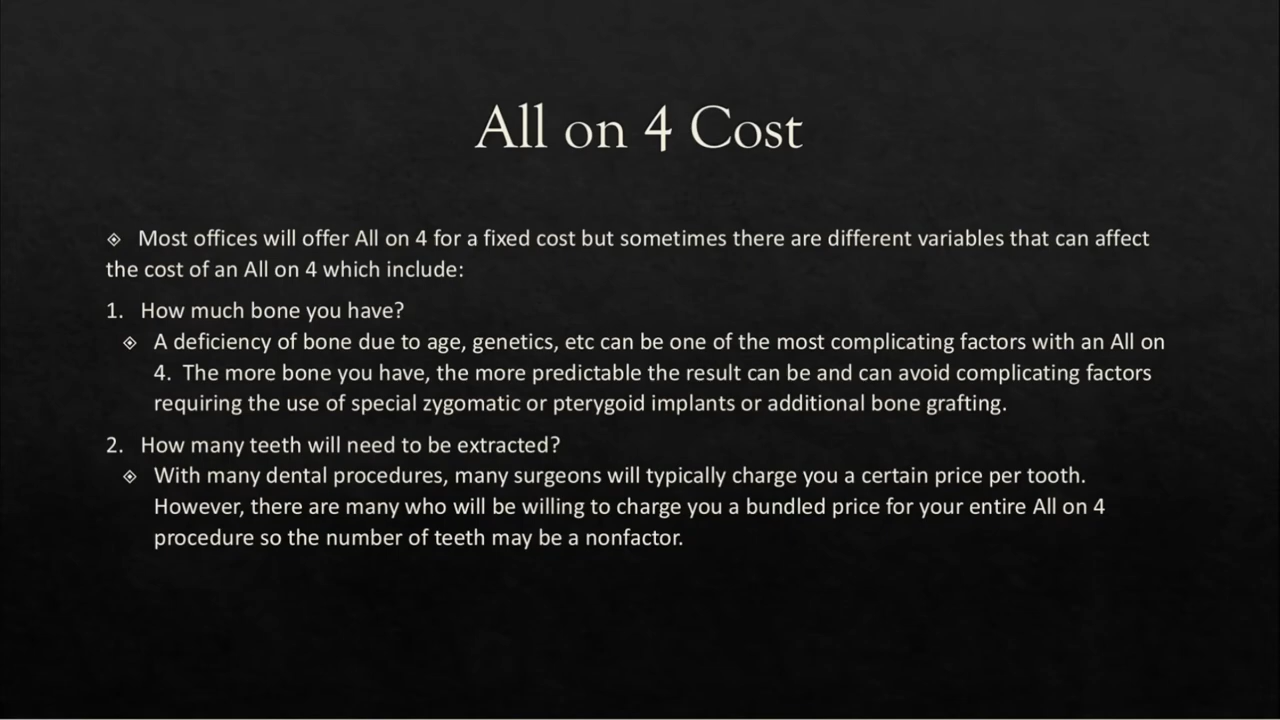 All on 4 Cost
Most offices will offer All on 4 for a fixed cost but sometimes there are different variables that can affect
the cost of an All on 4 which include:
1. How much bone you have?
A deficiency of bone due to age, genetics, etc can be one of the most complicating factors with an All on
4. The more bone you have, the more predictable the result can be and can avoid complicating factors
requiring the use of special zygomatic or pterygoid implants or additional bone grafting.
2. How many teeth will need to be extracted?
With many dental procedures, many surgeons will typically charge you a certain price per tooth.
However, there are many who will be willing to charge you a bundled price for your entire All on 4
procedure so the number of teeth may be a nonfactor.